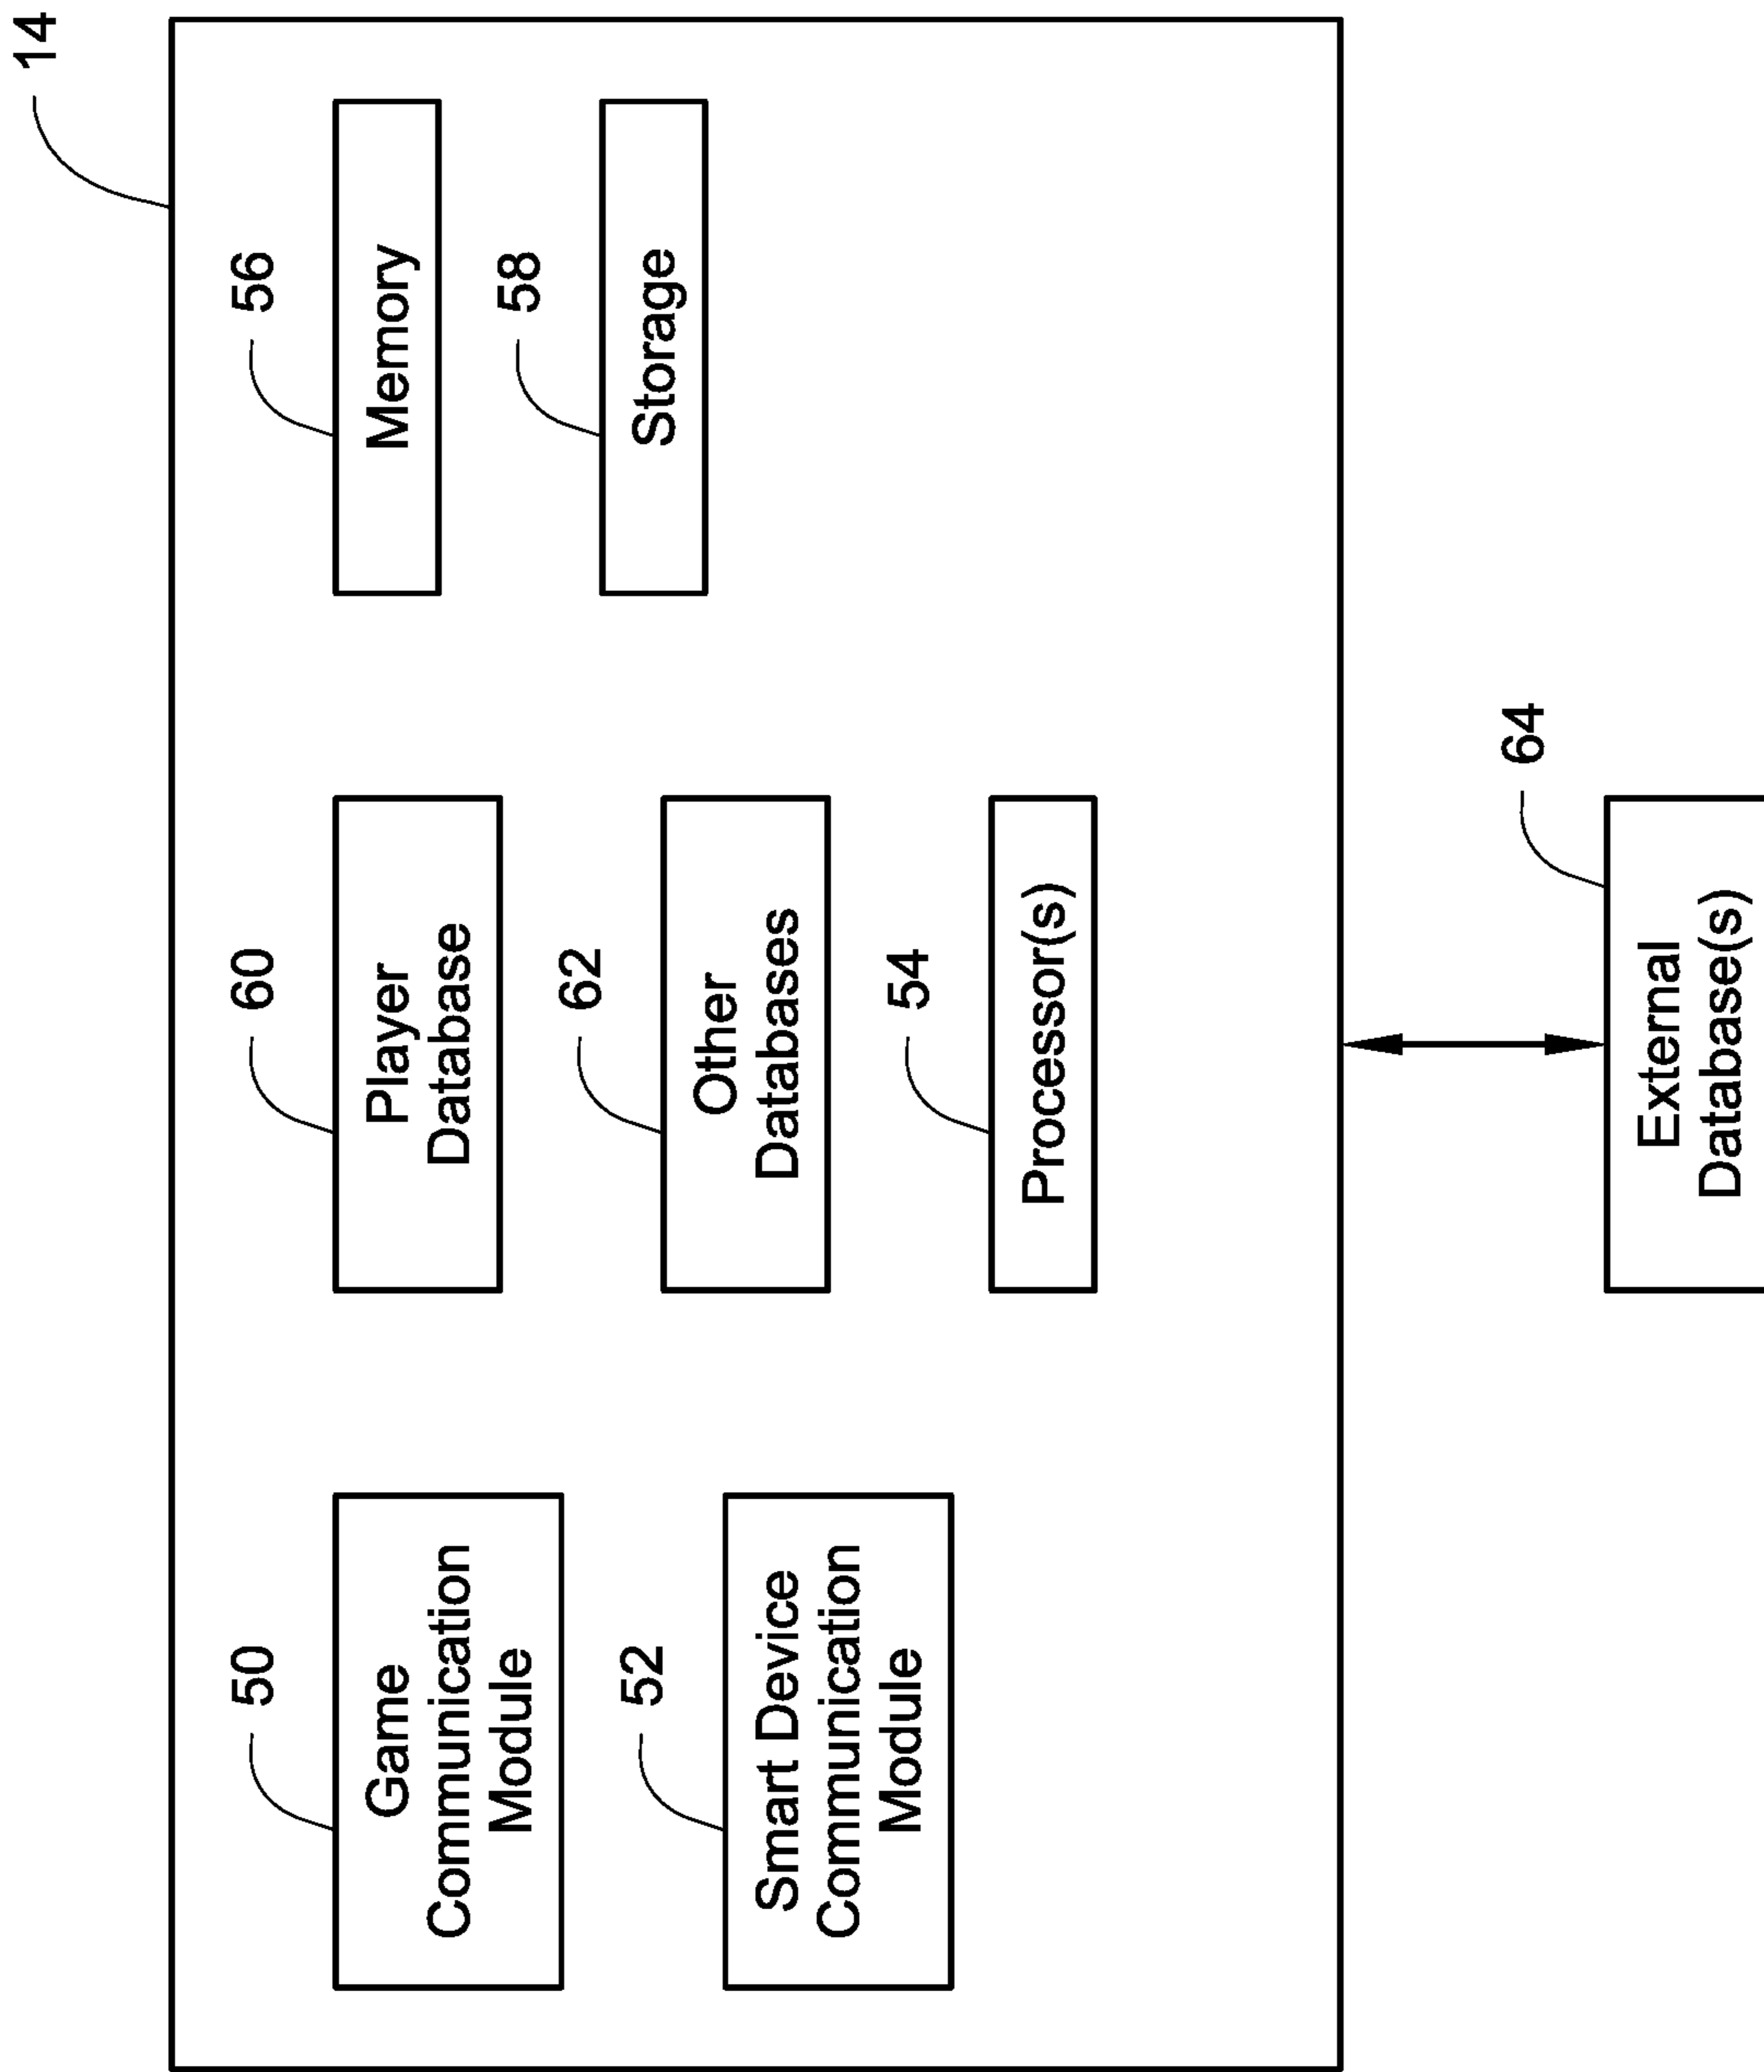 14
50
Game
Communication
Module
52
Smart Device
Communication
Module
60
Player
Database
62
Other
Databases
54
Processor(s)
56
Memory
58
Storage
64
External
Database(s)